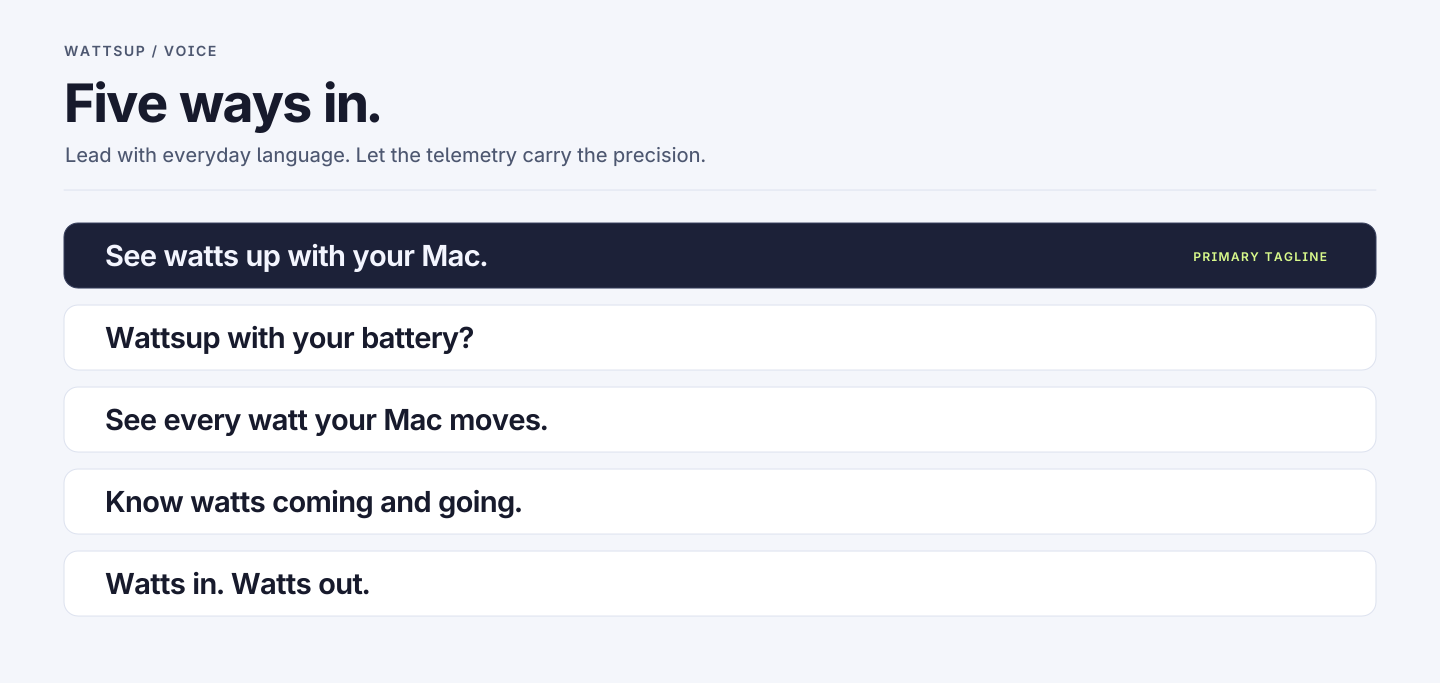 WATTSUP / VOICE
Five ways in.
Lead with everyday language. Let the telemetry carry the precision.
See watts up with your Mac.
PRIMARY TAGLINE
Wattsup with your battery?
See every watt your Mac moves.
Know watts coming and going.
Watts in. Watts out.